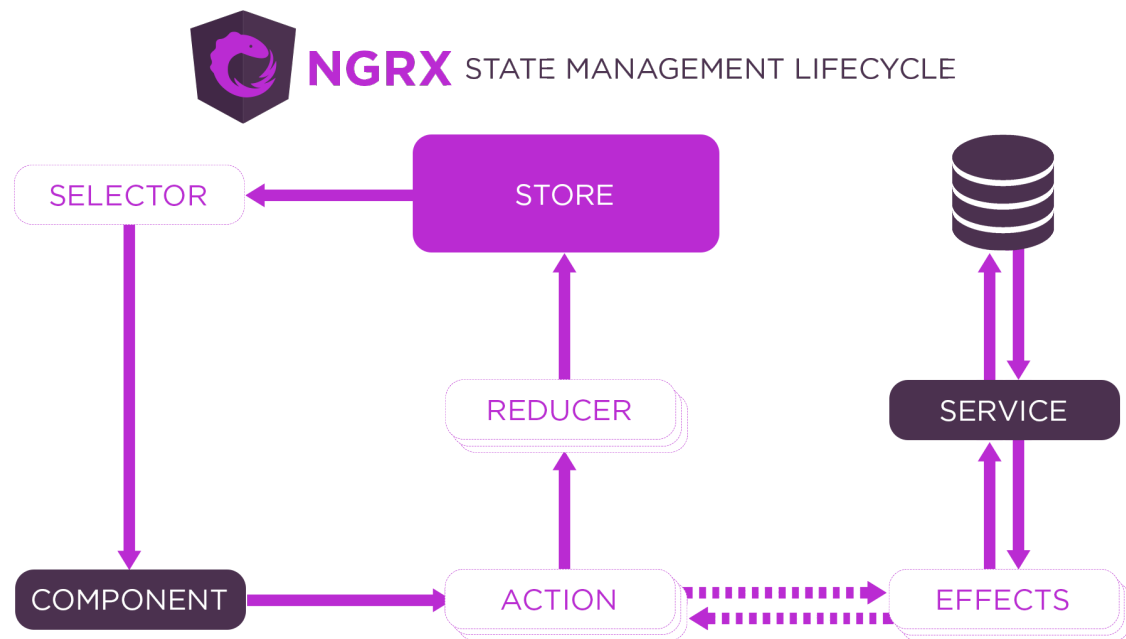 NGRX STATE MANAGEMENT LIFECYCLE
SELECTOR
STORE
REDUCER
SERVICE
COMPONENT
ACTION
EFFECTS